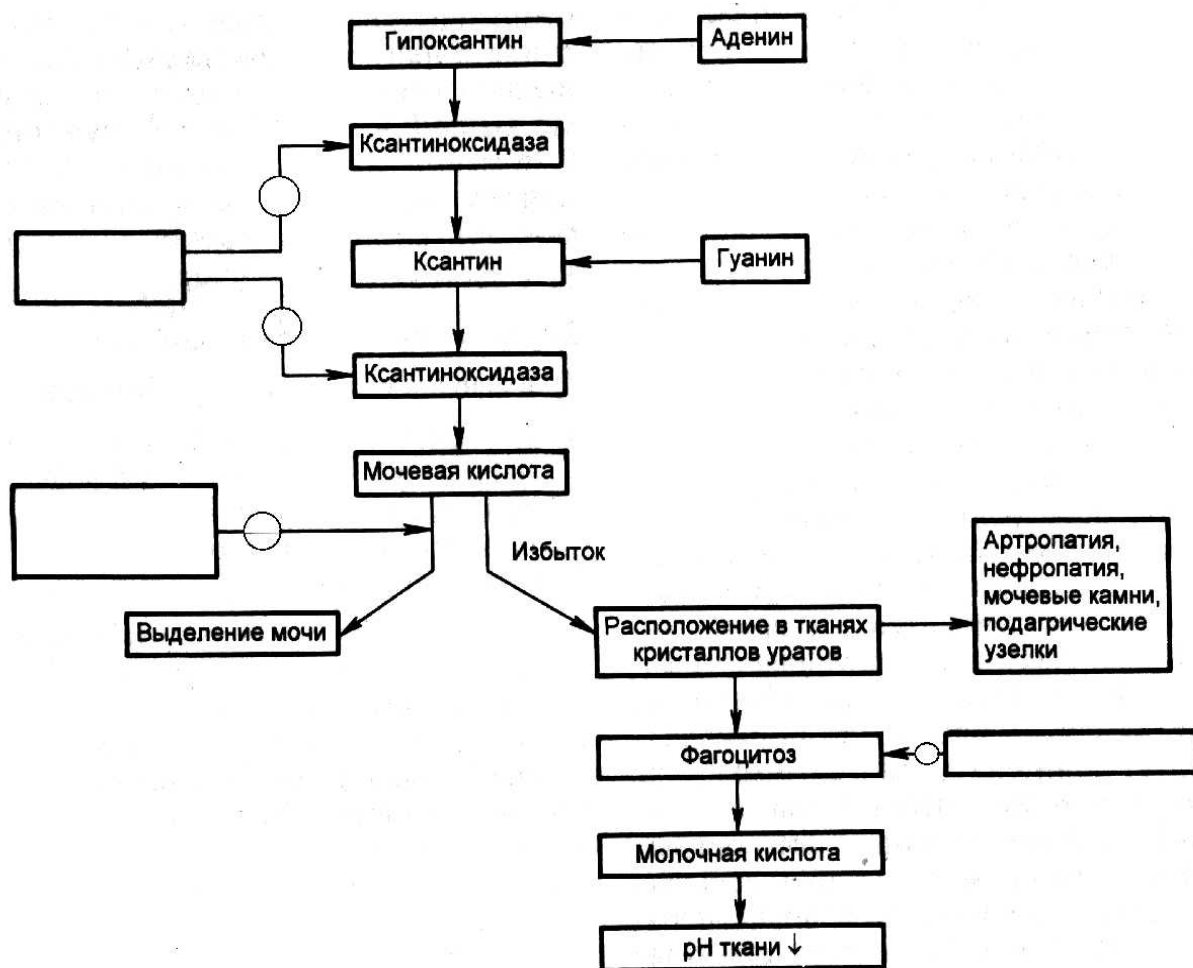 Гипоксантин
Аденин
Ксантиноксидаза
Ксантин
Гуанин
Ксантиноксидаза
Мочевая кислота
Избыток
Выделение мочи
Расположение в тканях
кристаллов уратов
Артропатия,
нефропатия,
мочевые камни,
подагрические
узелки
Фагоцитоз
Молочная кислота
рН ткани ↓